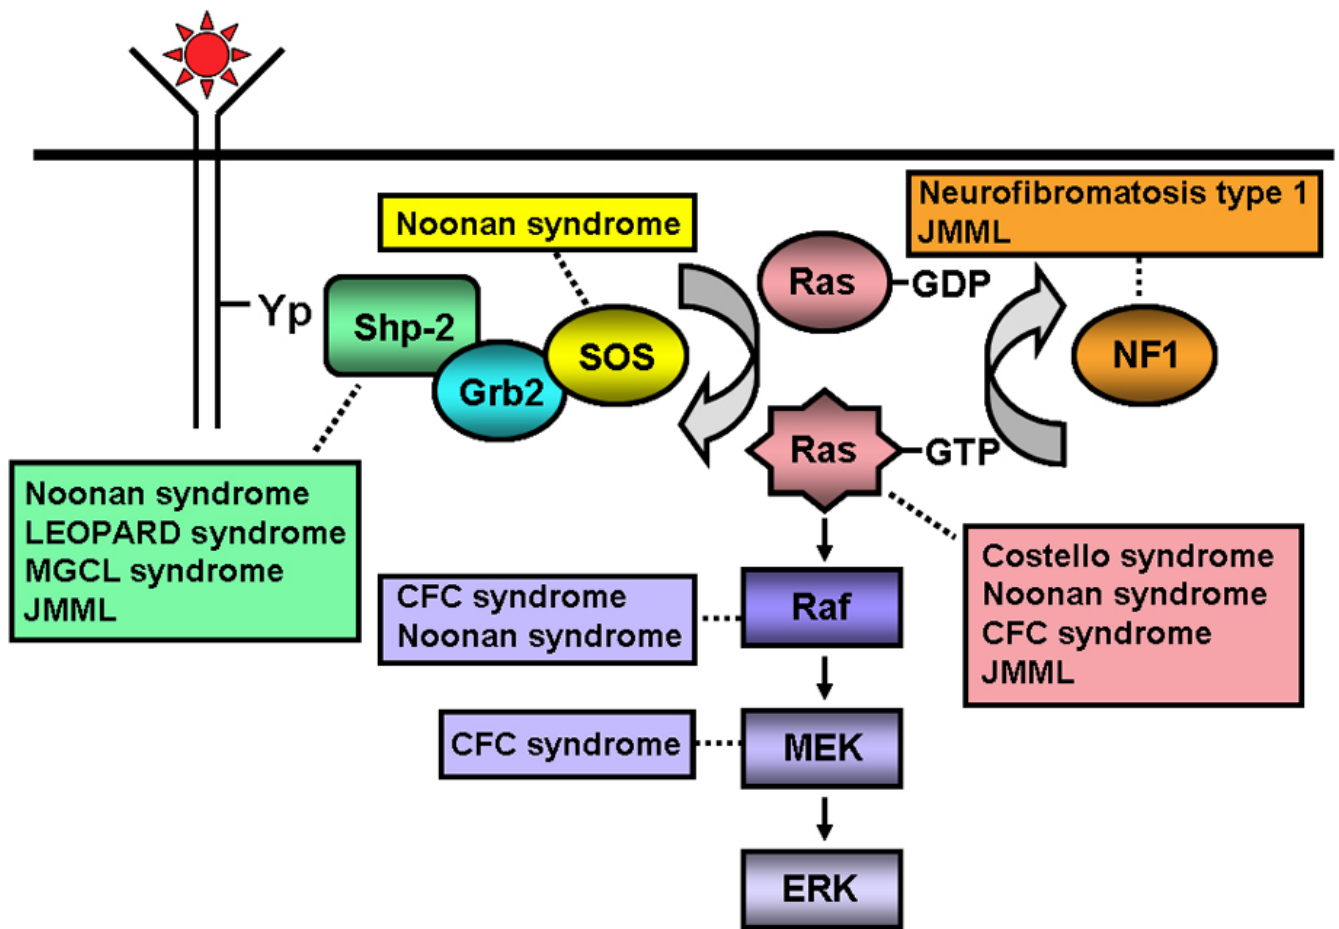 Neurofibromatosis type 1
JMML
Noonan syndrome
Ras
GDP
Yp
Shp-2
SOS
NF1
Grb2
Ras
GTP
Noonan syndrome
LEOPARD syndrome
MGCL syndrome
JMML
Costello syndrome
Noonan syndrome
CFC syndrome
JMML
CFC syndrome
Noonan syndrome
Raf
CFC syndrome
MEK
ERK